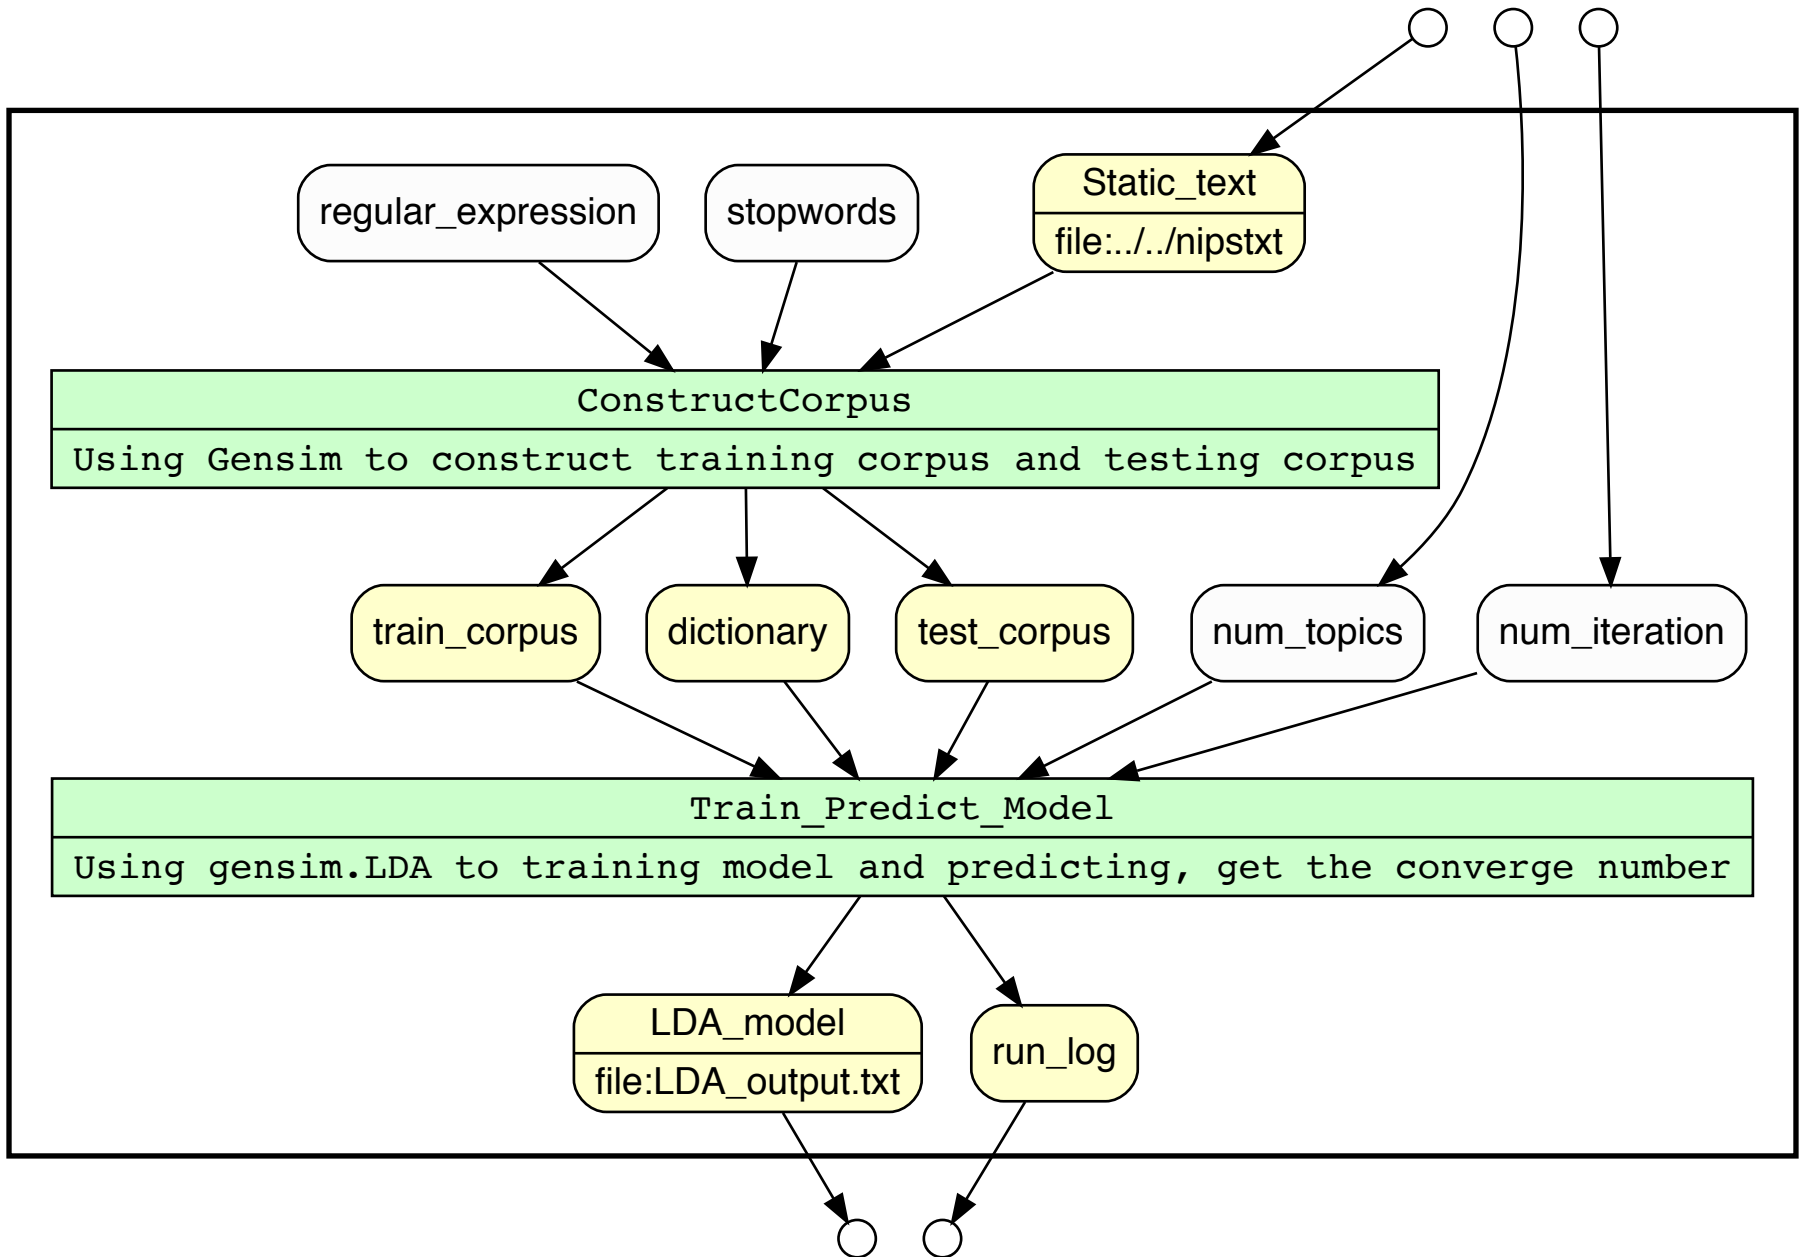 regular_expression
stopwords
Static_text
file:../../nipstxt
ConstructCorpus
Using Gensim to construct training corpus and testing corpus
train_corpus
dictionary
test_corpus
num_topics
num_iteration
Train_Predict_Model
Using gensim.LDA to training model and predicting, get the converge number
LDA_model
file:LDA_output.txt
run_log